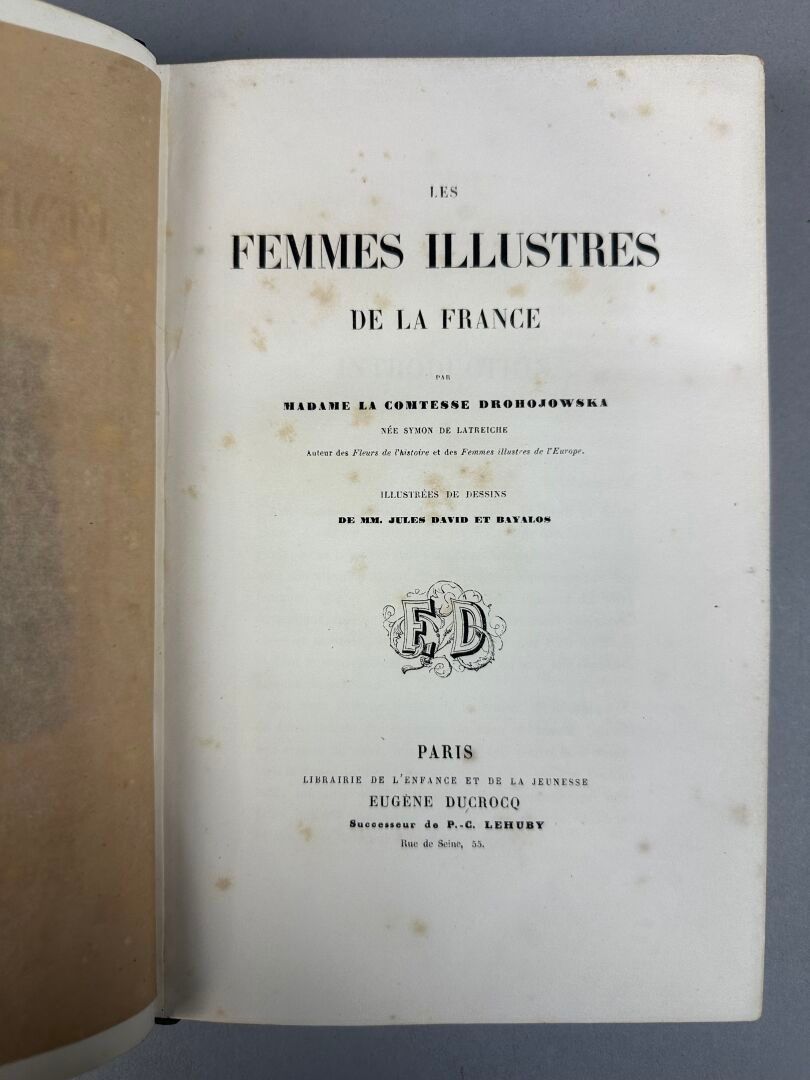 LES
FEMMES ILLUSTRES
DE LA FRANCE
PAR
MADAME LA COMTESSE DROHOJOWSKA
NÉE SYMON DE LATREICHE
Auteur des Fleurs de l'histoire et des Femmes illustres de l'Europe.
ILLUSTRÉES DE DESSINS
DE MM. JULES DAVID ET BAYALOS
E, D
PARIS
LIBRAIRIE DE L'ENFANCE ET DE LA JEUNESSE
EUGÈNE DUCROCQ
Successeur de P.-C. LEHUBY
Rue de Seine, 55.